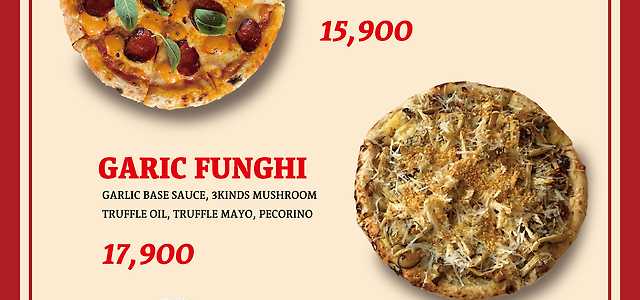 15,900
GARIC FUNGHI
GARLIC BASE SAUCE, 3KINDS MUSHROOM
TRUFFLE OIL, TRUFFLE MAYO, PECORINO
17,900